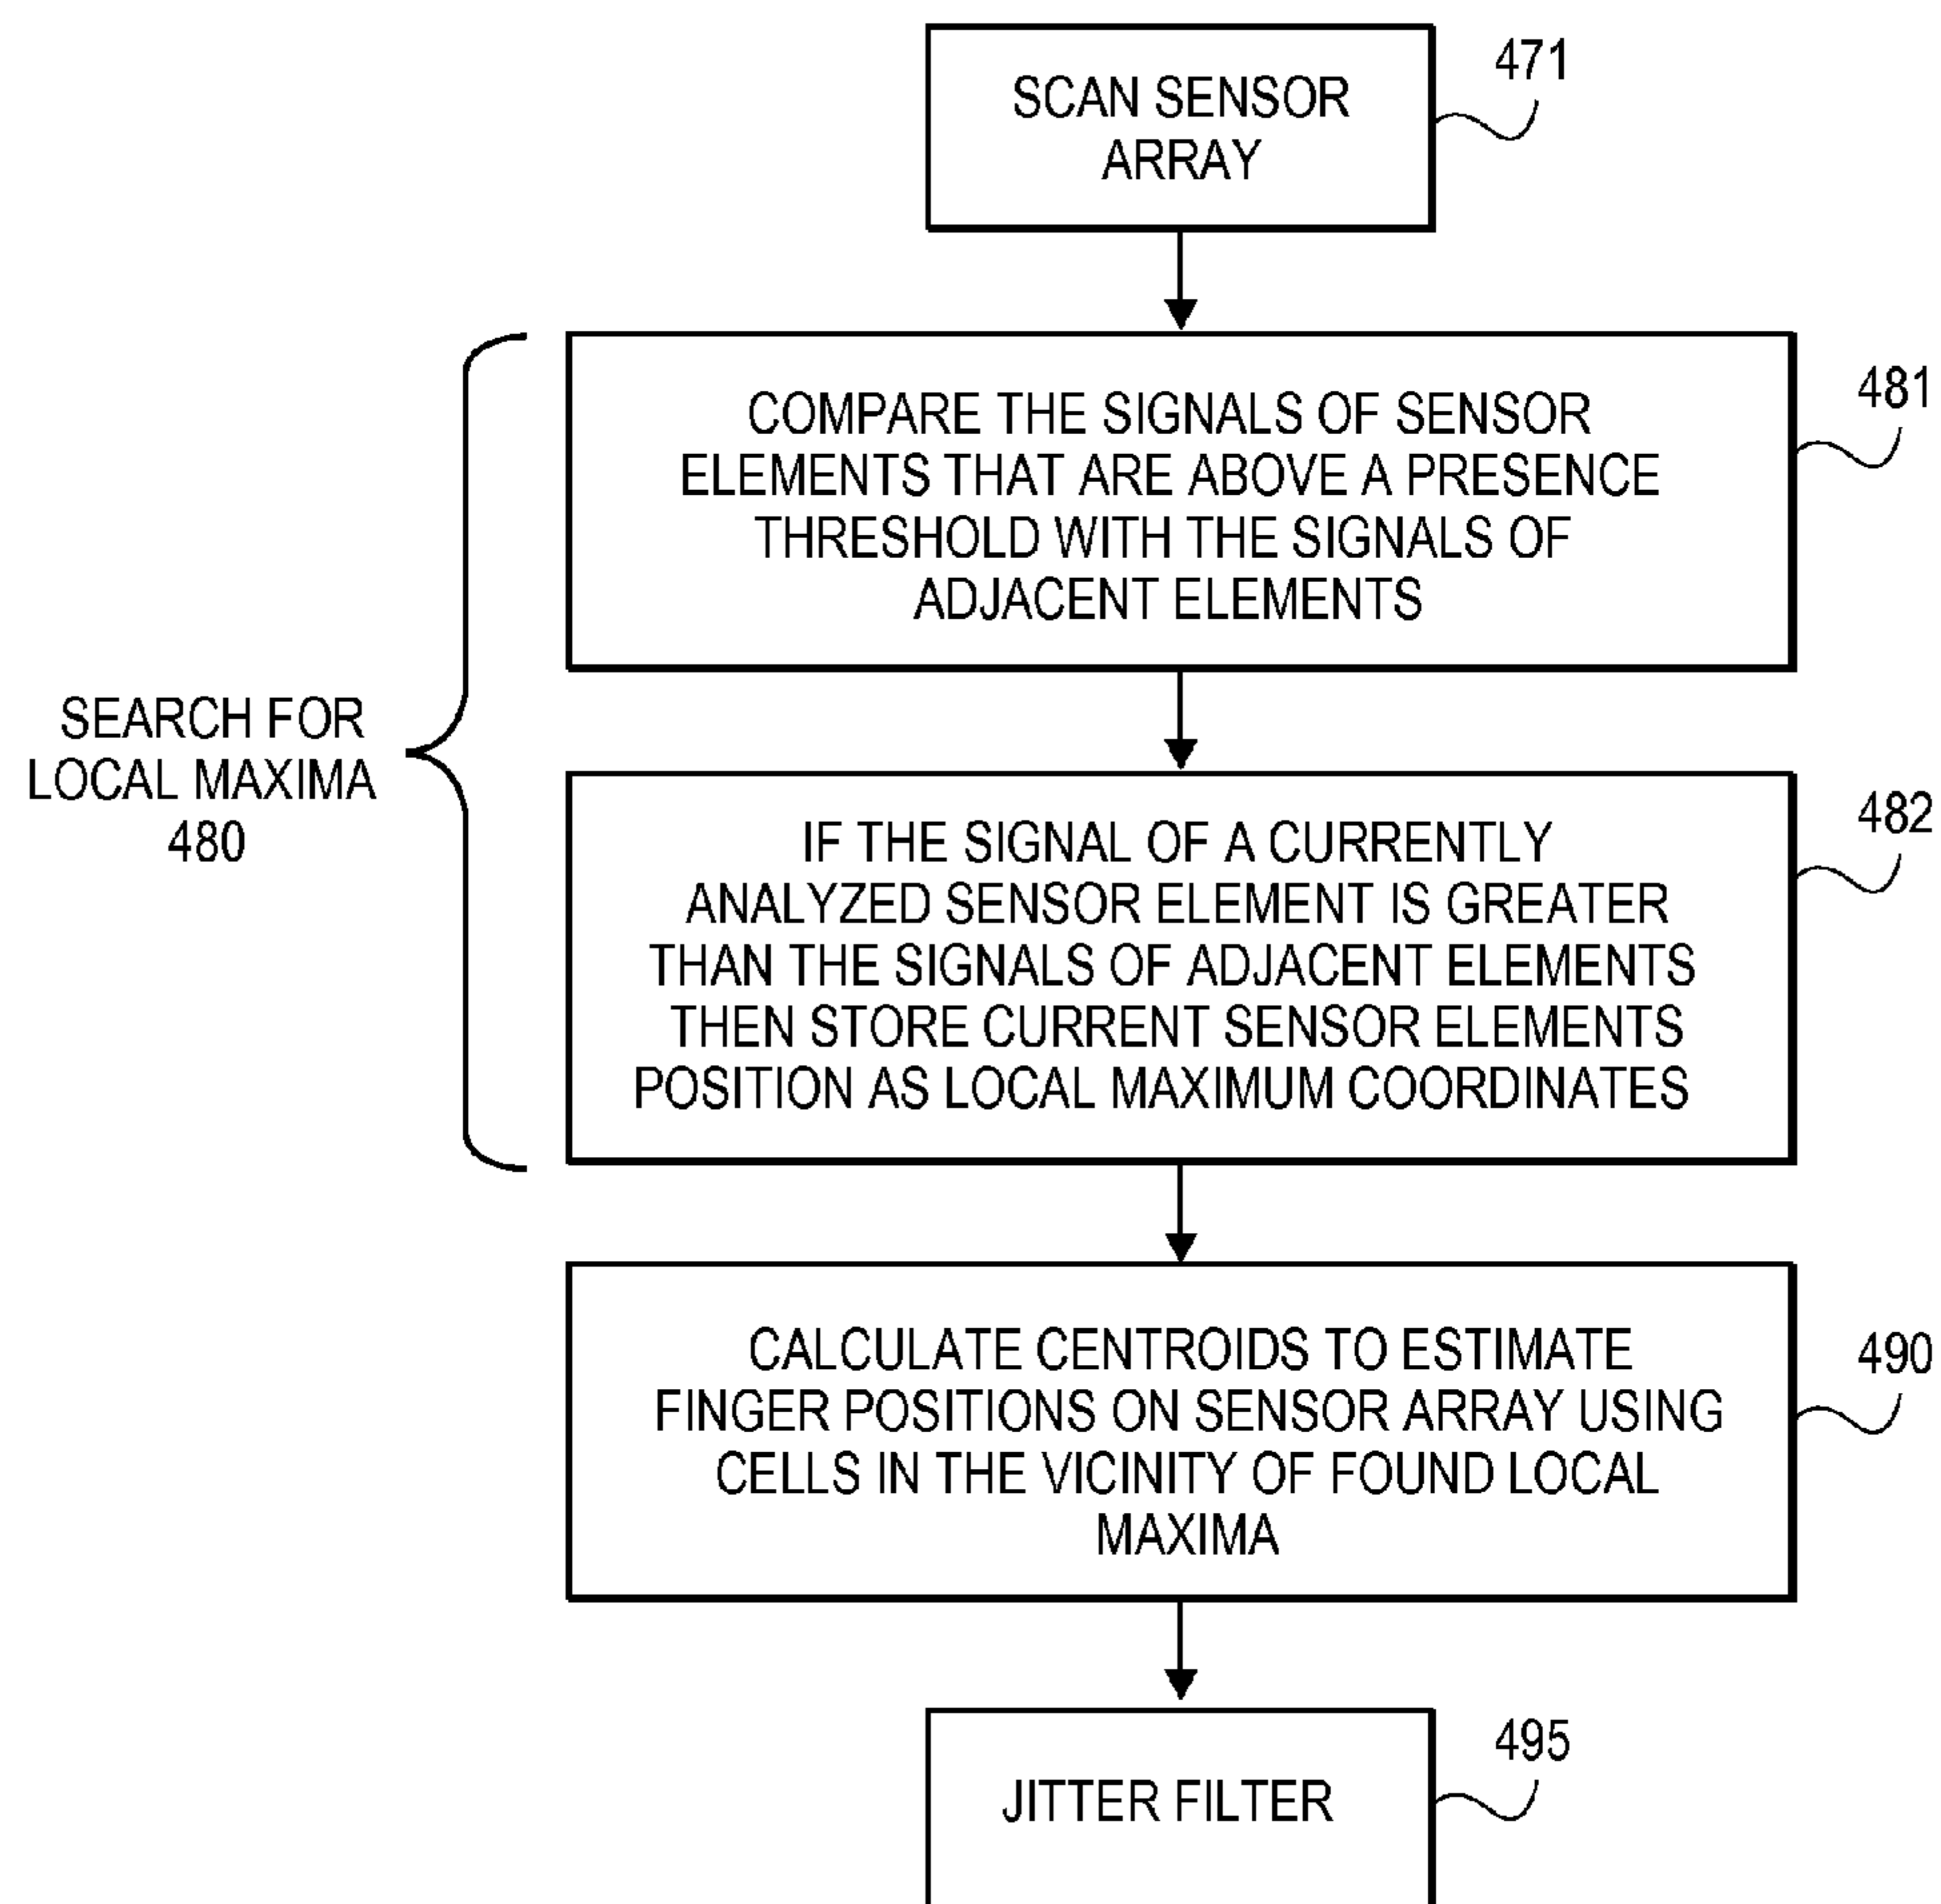 SCAN SENSOR
ARRAY
471
COMPARE THE SIGNALS OF SENSOR
ELEMENTS THAT ARE ABOVE A PRESENCE
THRESHOLD WITH THE SIGNALS OF
ADJACENT ELEMENTS
481
SEARCH FOR
LOCAL MAXIMA
480
IF THE SIGNAL OF A CURRENTLY
ANALYZED SENSOR ELEMENT IS GREATER
THAN THE SIGNALS OF ADJACENT ELEMENTS
THEN STORE CURRENT SENSOR ELEMENTS
POSITION AS LOCAL MAXIMUM COORDINATES
482
CALCULATE CENTROIDS TO ESTIMATE
FINGER POSITIONS ON SENSOR ARRAY USING
CELLS IN THE VICINITY OF FOUND LOCAL
MAXIMA
490
JITTER FILTER
495